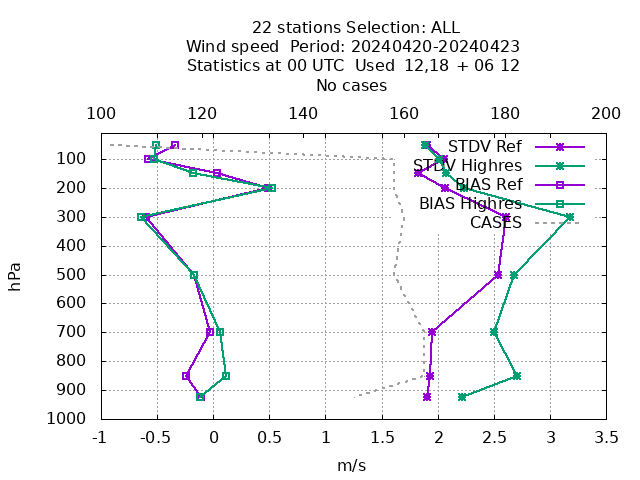 22 stations Selection: ALL
Wind speed  Period: 20240420-20240423
Statistics at 00 UTC  Used  12,18 + 06 12
No cases
100 120 140 160 180 200
STDV Ref
STDV Highres
BIAS Ref
BIAS Highres
CASES
100
200
300
400
500
600
700
800
900
1000
hPa
-1 -0.5 0 0.5 1 1.5 2 2.5 3 3.5
m/s